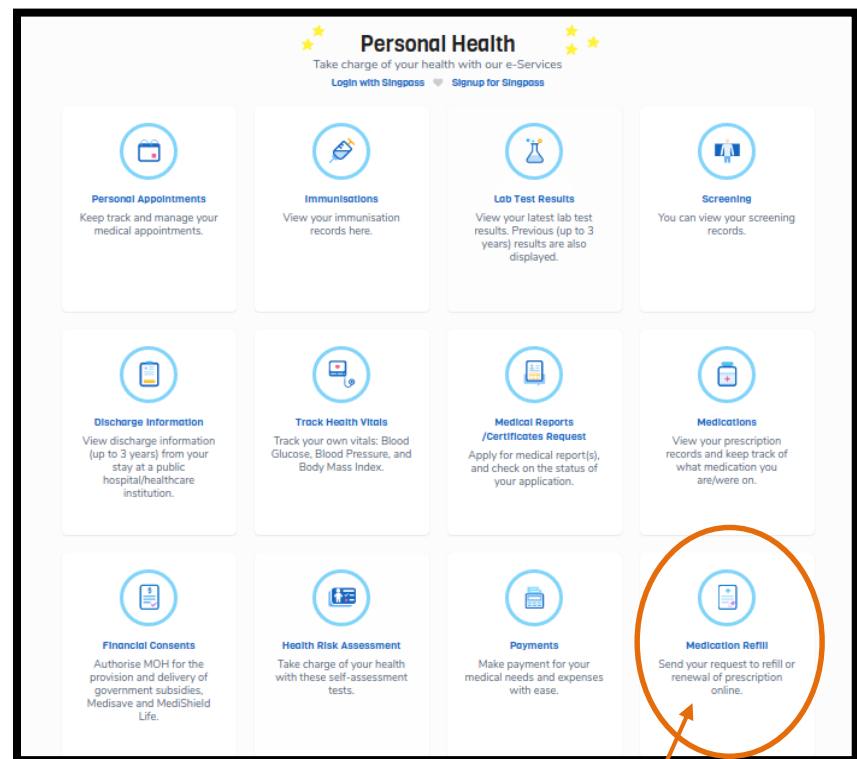 Personal Health
Take charge of your health with our e-Services
Login with Singpass Signup for Singpass
Personal Appointments
Keep track and manage your
medical appointments.
Immunisations
View your immunisation
records here.
Lab Test Results
View your latest lab test
results. Previous (up to 3
years) results are also
displayed.
Screening
You can view your screening
records.
Discharge Information
View discharge information
(up to 3 years) from your
stay at a public
hospital/healthcare
institution.
Track Health Vitals
Track your own vitals: Blood
Glucose, Blood Pressure, and
Body Mass Index.
Medical Reports
/Certificates Request
Apply for medical report(s),
and check on the status of
your application.
Medications
View your prescription
records and keep track of
what medication you
are/were on.
Financial Consents
Authorise MOH for the
provision and delivery of
government subsidies,
Medisave and MediShield
Life.
Health Risk Assessment
Take charge of your health
with these self-assessment
tests.
Payments
Make payment for your
medical needs and expenses
with ease.
Medication Refill
Send your request to refill or
renewal of prescription
online.